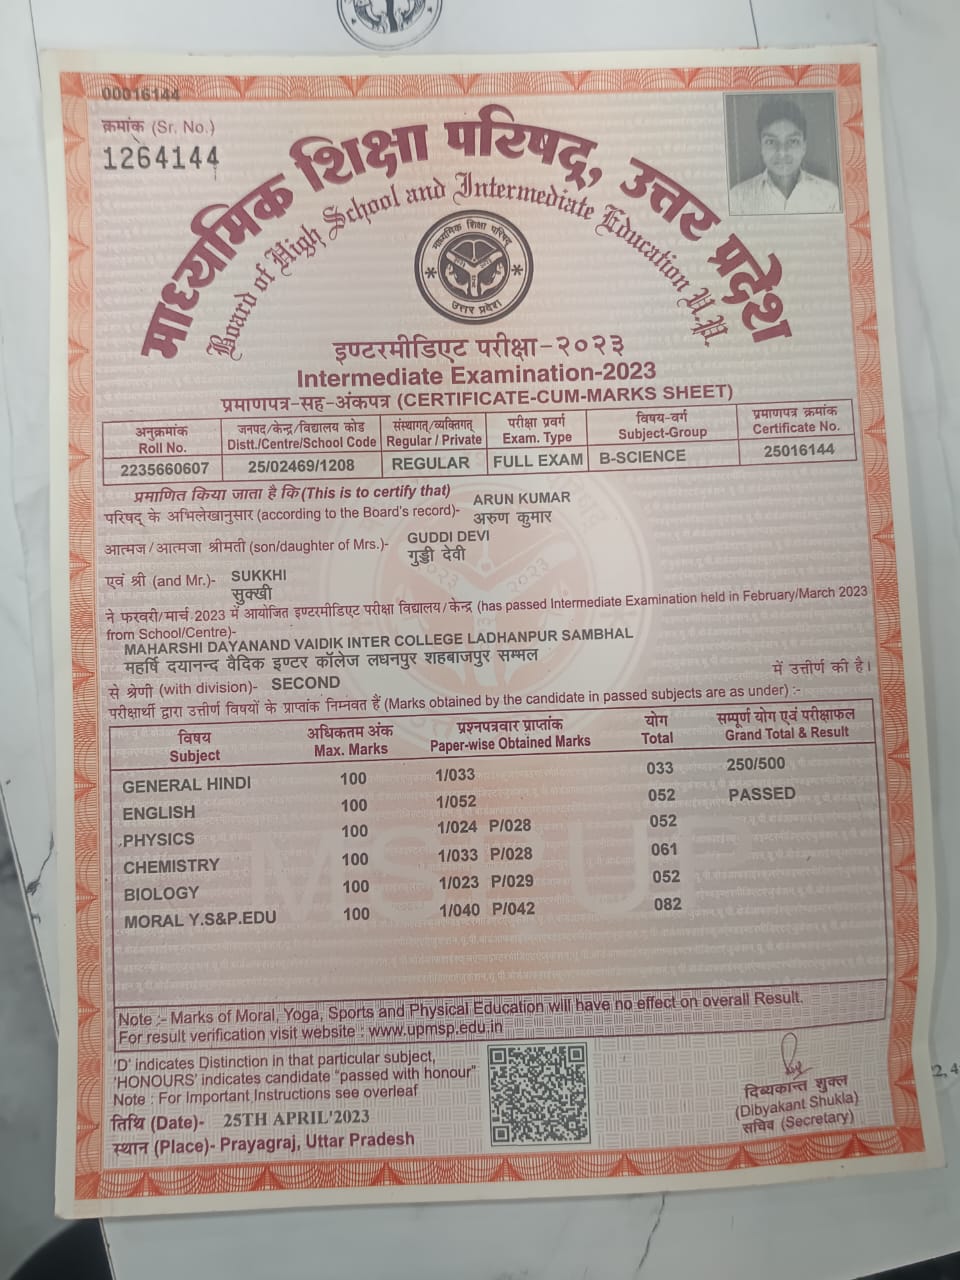 00016144
क्रमांक (Sr. No.)
1264144
माध्यमिक शिक्षा परिषद्, उत्तर प्रदेश
Board of High School and Intermediate Education U.P.
माध्यमिक शिक्षा परिषद्
उत्तर प्रदेश
इण्टरमीडिएट परीक्षा-२०२३
Intermediate Examination-2023
प्रमाणपत्र-सह-अंकपत्र (CERTIFICATE-CUM-MARKS SHEET)
अनुक्रमांक जनपद/केन्द्र/विद्यालय कोड संस्थागत्/व्यक्तिगत् परीक्षा प्रवर्ग विषय-वर्ग प्रमाणपत्र क्रमांक
Roll No. Distt./Centre/School Code Regular / Private Exam. Type Subject-Group Certificate No.
2235660607 25/02469/1208 REGULAR FULL EXAM B-SCIENCE 25016144
प्रमाणित किया जाता है कि (This is to certify that) ARUN KUMAR
परिषद् के अभिलेखानुसार (according to the Board's record)- अरुण कुमार
आत्मज/आत्मजा श्रीमती (son/daughter of Mrs.)- GUDDI DEVI
गुड्डी देवी
एवं श्री (and Mr.)- SUKKHI
सुक्खी
ने फरवरी/मार्च 2023 में आयोजित इण्टरमीडिएट परीक्षा विद्यालय/केन्द्र (has passed Intermediate Examination held in February/March 2023
from School/Centre)-
MAHARSHI DAYANAND VAIDIK INTER COLLEGE LADHANPUR SAMBHAL
महर्षि दयानन्द वैदिक इण्टर कॉलेज लधनपुर शहबाजपुर सम्मल
में उत्तीर्ण की है।
से श्रेणी (with division)- SECOND
परीक्षार्थी द्वारा उत्तीर्ण विषयों के प्राप्तांक निम्नवत हैं (Marks obtained by the candidate in passed subjects are as under) :-
विषय अधिकतम अंक प्रश्नपत्रवार प्राप्तांक योग सम्पूर्ण योग एवं परीक्षाफल
Subject Max. Marks Paper-wise Obtained Marks Total Grand Total & Result
GENERAL HINDI 100 1/033 033 250/500
ENGLISH 100 1/052 052 PASSED
PHYSICS 100 1/024 P/028 052
CHEMISTRY 100 1/033 P/028 061
BIOLOGY 100 1/023 P/029 052
MORAL Y.S&P.EDU 100 1/040 P/042 082
Note :- Marks of Moral, Yoga, Sports and Physical Education will have no effect on overall Result.
For result verification visit website : www.upmsp.edu.in
'D' indicates Distinction in that particular subject,
'HONOURS' indicates candidate "passed with honour"
Note : For Important Instructions see overleaf
तिथि (Date)- 25TH APRIL'2023
स्थान (Place)- Prayagraj, Uttar Pradesh
दिब्यकान्त शुक्ल
(Dibyakant Shukla)
सचिव (Secretary)